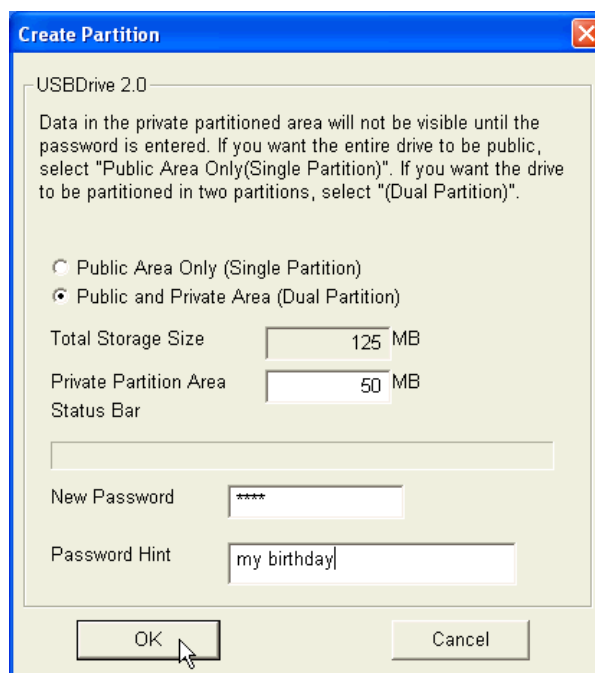 Create Partition
USBDrive 2.0
Data in the private partitioned area will not be visible until the
password is entered. If you want the entire drive to be public,
select "Public Area Only(Single Partition)". If you want the drive
to be partitioned in two partitions, select "(Dual Partition)".
Public Area Only (Single Partition)
Public and Private Area (Dual Partition)
Total Storage Size 125 MB
Private Partition Area 50 MB
Status Bar
New Password ****
Password Hint my birthday
OK Cancel